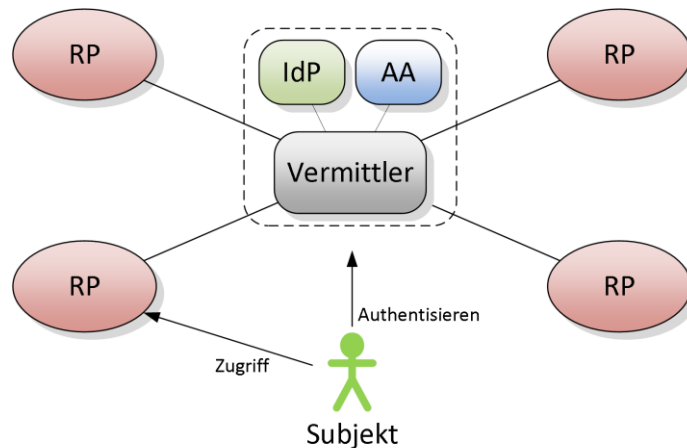 RP
IdP
AA
RP
Vermittler
RP
RP
Authentisieren
Zugriff
Subjekt